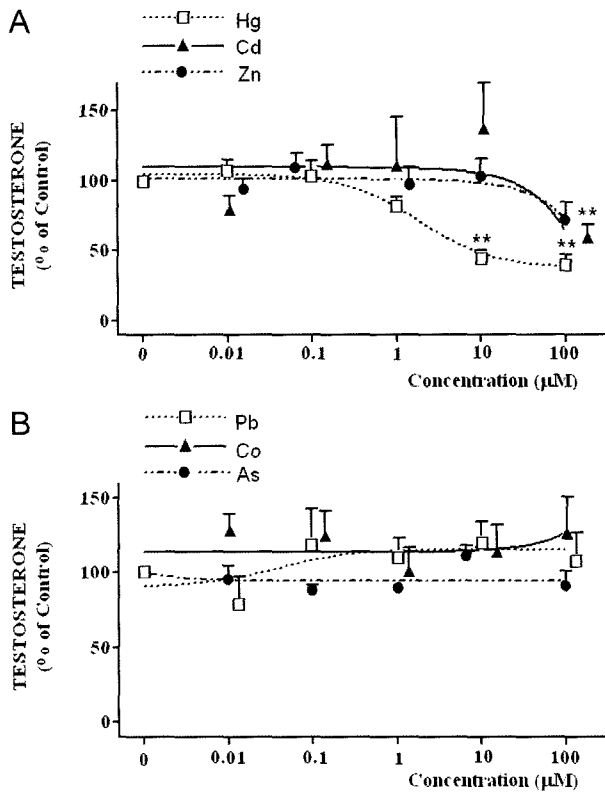 A
Hg
Cd
Zn
TESTOSTERONE
(% of Control)
150
100
50
0
**
**
**
0
0.01
0.1
1
10
100
Concentration (µM)
B
Pb
Co
As
TESTOSTERONE
(% of Control)
150
100
50
0
0
0.01
0.1
1
10
100
Concentration (µM)